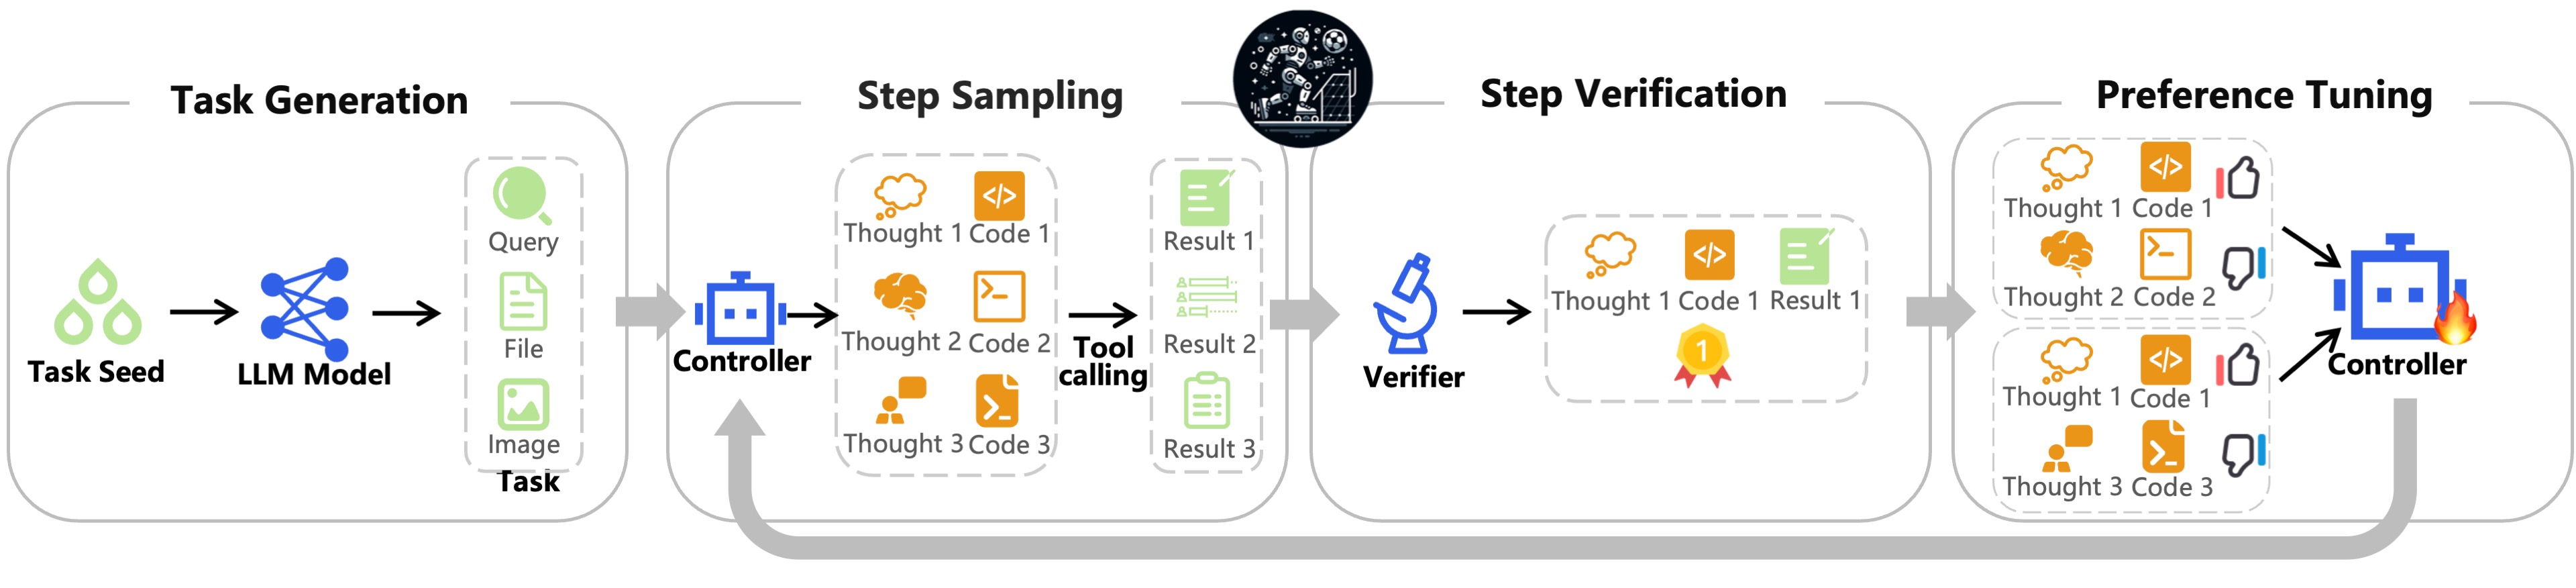 Task Generation
Task Seed
LLM Model
Query
File
Image
Task
Step Sampling
Controller
Thought 1 Code 1
Thought 2 Code 2
Thought 3 Code 3
Tool
calling
Result 1
Result 2
Result 3
Step Verification
Verifier
Thought 1 Code 1 Result 1
1
Preference Tuning
Thought 1 Code 1
Thought 2 Code 2
Thought 1 Code 1
Thought 3 Code 3
Controller